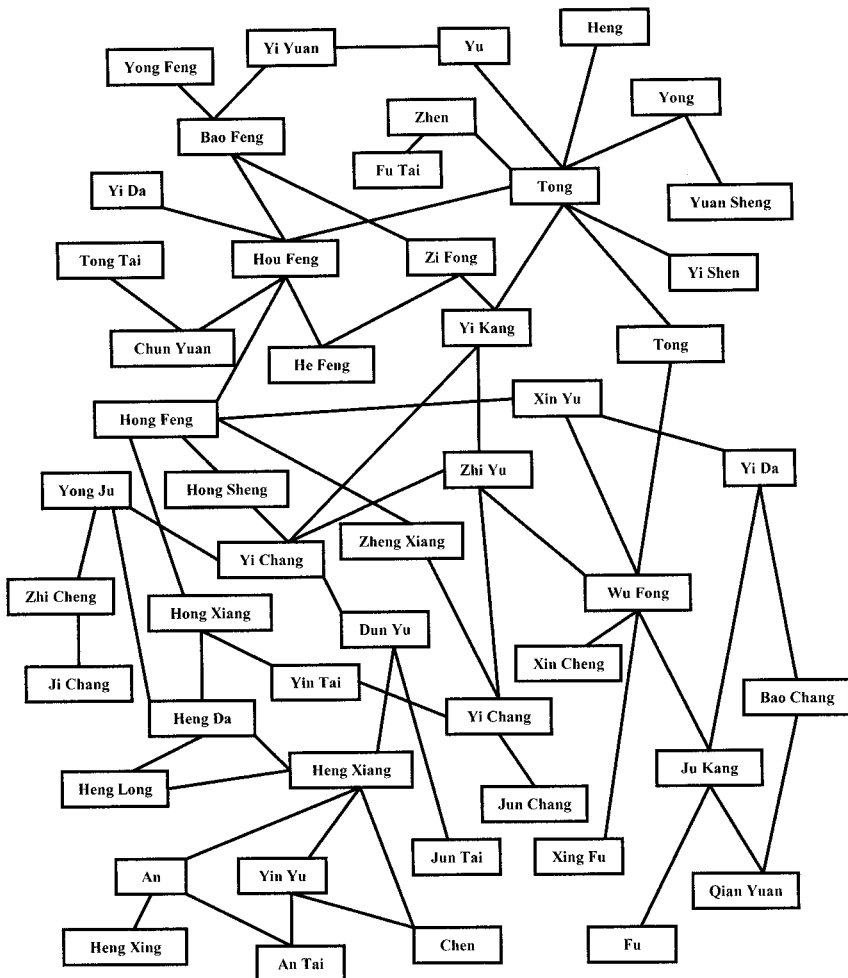 Heng
Yi Yuan
Yu
Yong Feng
Yong
Zhen
Bao Feng
Fu Tai
Tong
Yi Da
Yuan Sheng
Tong Tai
Hou Feng
Zi Fong
Yi Shen
Yi Kang
Chun Yuan
He Feng
Tong
Xin Yu
Hong Feng
Yong Ju
Hong Sheng
Zhi Yu
Yi Da
Yi Chang
Zheng Xiang
Zhi Cheng
Hong Xiang
Wu Fong
Dun Yu
Ji Chang
Yin Tai
Xin Cheng
Bao Chang
Heng Da
Yi Chang
Heng Long
Heng Xiang
Ju Kang
Jun Chang
Jun Tai
Xing Fu
An
Yin Yu
Qian Yuan
Heng Xing
An Tai
Chen
Fu